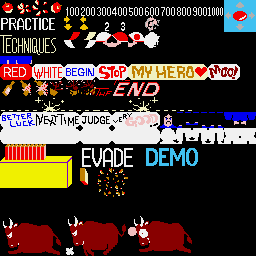 100 200 300 400 500 600 700 800 900 1000
PRACTICE
2 3
TECHNIQUES
RED WHITE BEGIN STOP MY HERO MOO!
END
BETTER LUCK NEXT TIME JUDGE
EVADE DEMO